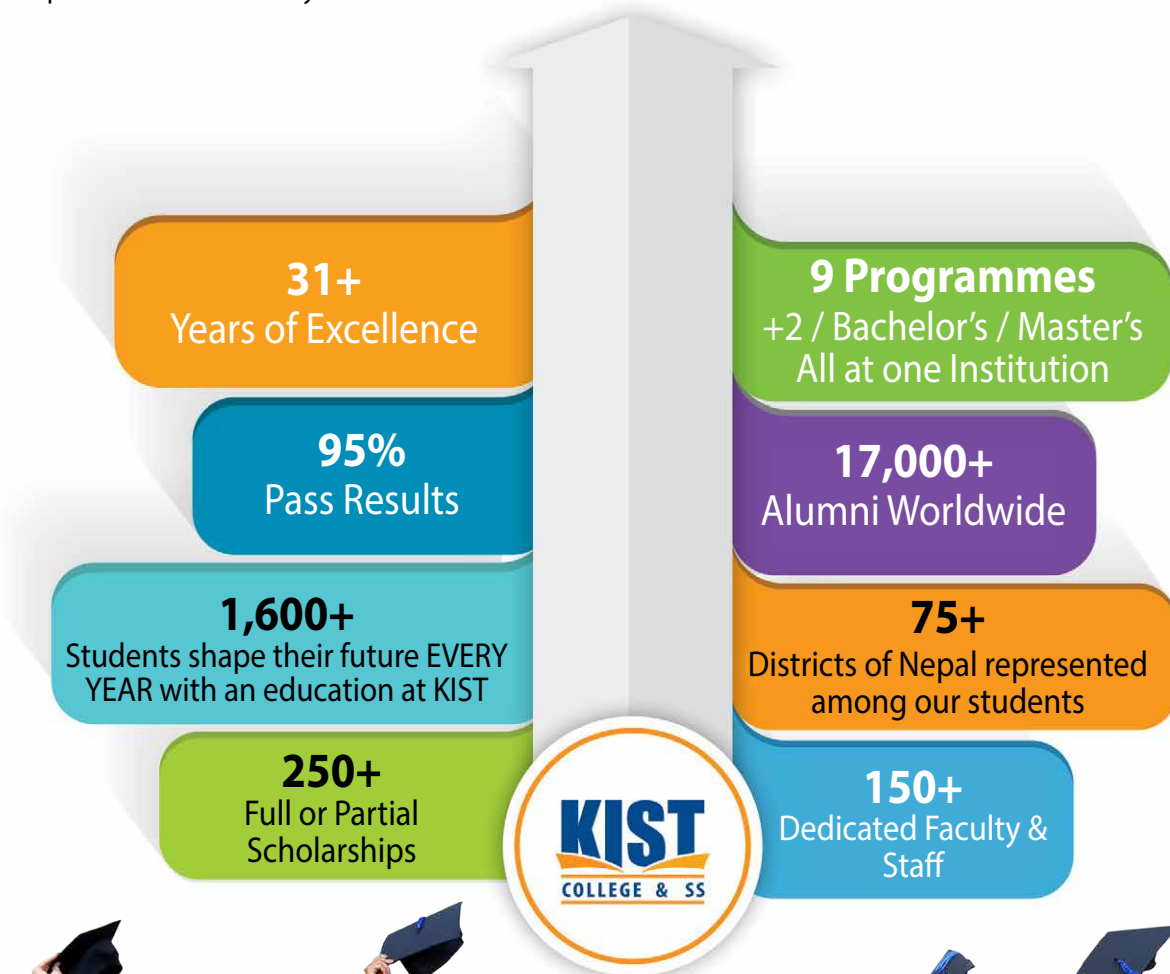 31+
Years of Excellence
95%
Pass Results
1,600+
Students shape their future EVERY
YEAR with an education at KIST
250+
Full or Partial
Scholarships
9 Programmes
+2 / Bachelor's / Master's
All at one Institution
17,000+
Alumni Worldwide
75+
Districts of Nepal represented
among our students
150+
Dedicated Faculty &
Staff
KIST
COLLEGE & SS